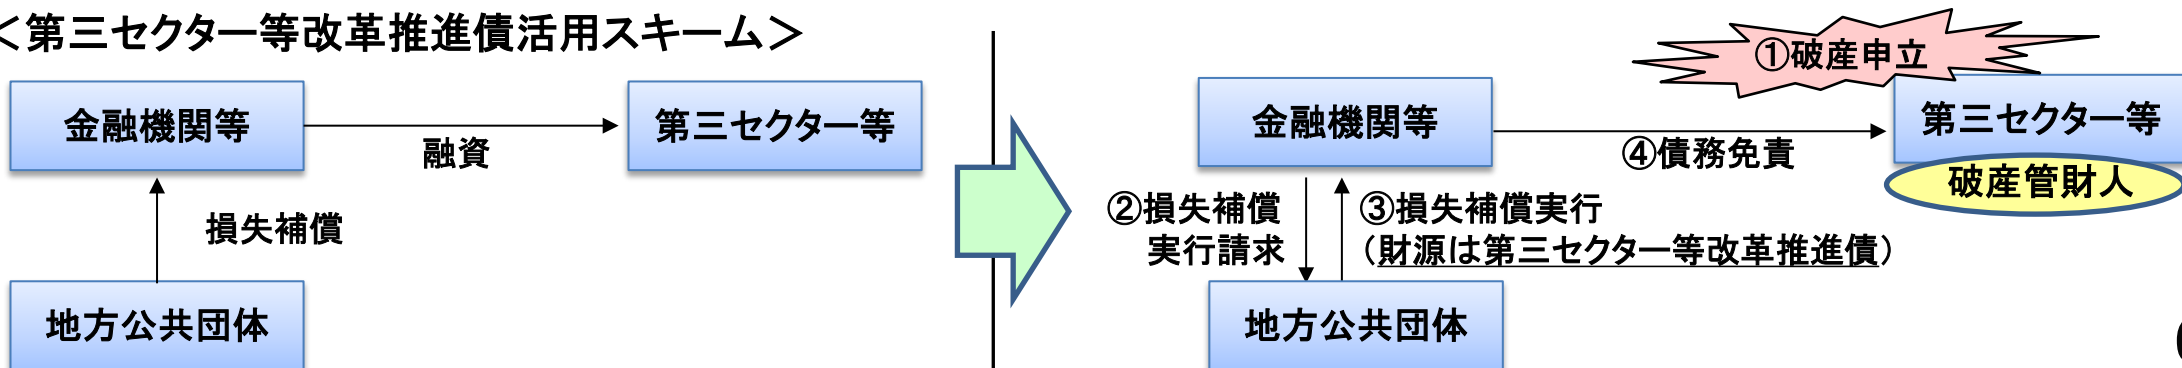 ＜第三セクター等改革推進債活用スキーム＞
金融機関等
融資
第三セクター等
損失補償
地方公共団体
①破産申立
金融機関等
第三セクター等
④債務免責
破産管財人
②損失補償
実行請求
③損失補償実行
（財源は第三セクター等改革推進債）
地方公共団体